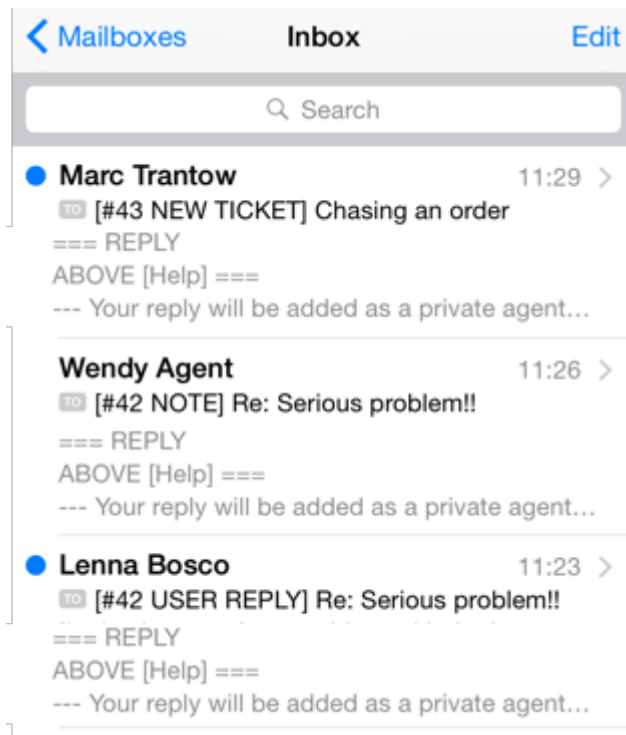 Mailboxes Inbox Edit
Search
Marc Trantow 11:29
TO [#43 NEW TICKET] Chasing an order
=== REPLY
ABOVE [Help] ===
--- Your reply will be added as a private agent...
Wendy Agent 11:26
TO [#42 NOTE] Re: Serious problem!!
=== REPLY
ABOVE [Help] ===
--- Your reply will be added as a private agent...
Lenna Bosco 11:23
TO [#42 USER REPLY] Re: Serious problem!!
=== REPLY
ABOVE [Help] ===
--- Your reply will be added as a private agent...